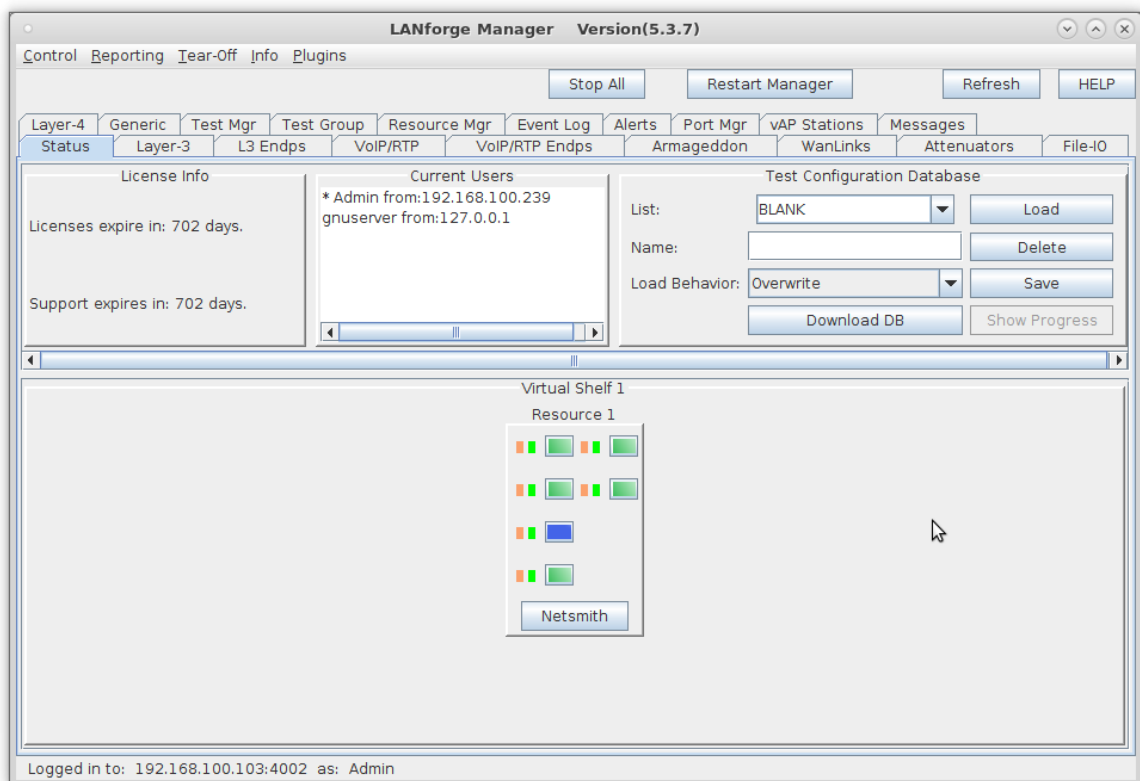 LANforge Manager Version(5.3.7)
Control Reporting Tear-Off Info Plugins
Stop All Restart Manager Refresh HELP
Layer-4 Generic Test Mgr Test Group Resource Mgr Event Log Alerts Port Mgr vAP Stations Messages
Status Layer-3 L3 Endps VoIP/RTP VoIP/RTP Endps Armageddon WanLinks Attenuators File-IO
License Info
Licenses expire in: 702 days.
Support expires in: 702 days.
Current Users
* Admin from:192.168.100.239
gnuserver from:127.0.0.1
Test Configuration Database
List: BLANK Load
Name: Delete
Load Behavior: Overwrite Save
Download DB Show Progress
Virtual Shelf 1
Resource 1
Netsmith
Logged in to: 192.168.100.103:4002 as: Admin